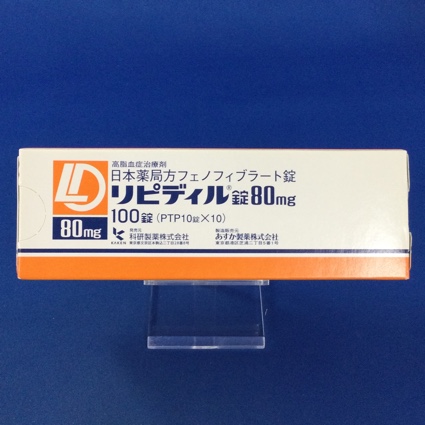 高脂血症治療剤
日本薬局方フェノフィブラート錠
リピディル®錠80mg
100錠(PTP10錠×10)
80mg
発売元
科研製薬株式会社
KAKEN
製造販売元
あすか製薬株式会社